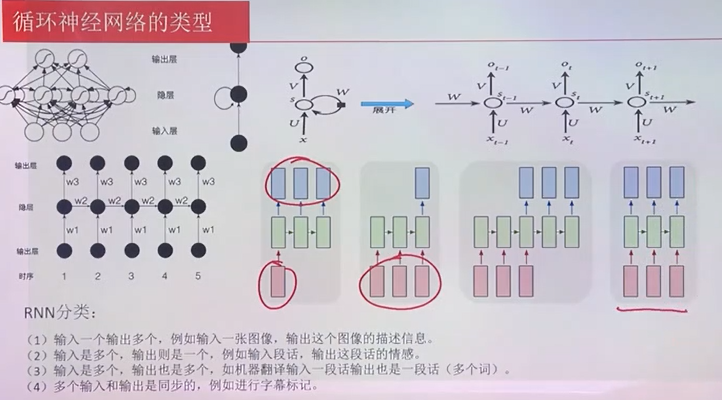 循环神经网络的类型
输出层
隐层
输入层
o
V
s
W
U
x
展开
o_{t-1} o_t o_{t+1}
V V V
W s_{t-1} W s_t W s_{t+1} W
U U U
x_{t-1} x_t x_{t+1}
输出层
w3 w3 w3 w3 w3
隐层 w2 w2 w2 w2
w1 w1 w1 w1 w1
输出层
时序 1 2 3 4 5
RNN分类：
（1）输入一个输出多个，例如输入一张图像，输出这个图像的描述信息。
（2）输入是多个，输出则是一个，例如输入段话，输出这段话的情感。
（3）输入是多个，输出也是多个，如机器翻译输入一段话输出也是一段话（多个词）。
（4）多个输入和输出是同步的，例如进行字幕标记。